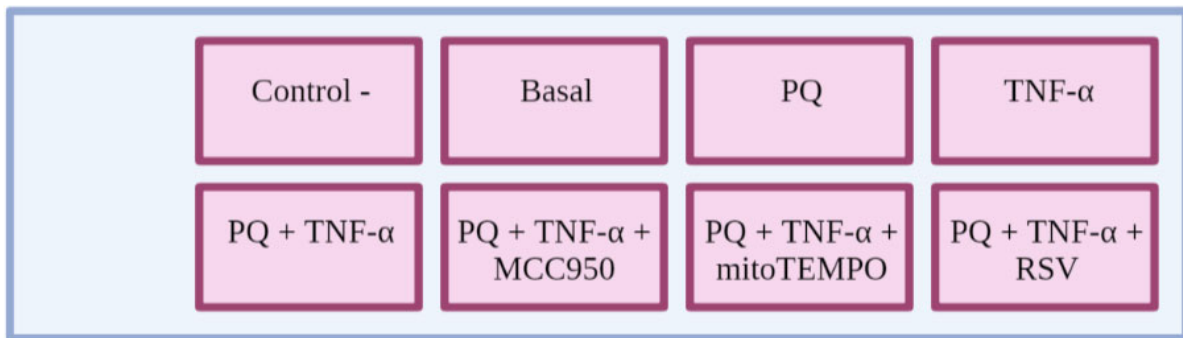 Control -
Basal
PQ
TNF-α
PQ + TNF-α
PQ + TNF-α +
MCC950
PQ + TNF-α +
mitoTEMPO
PQ + TNF-α +
RSV